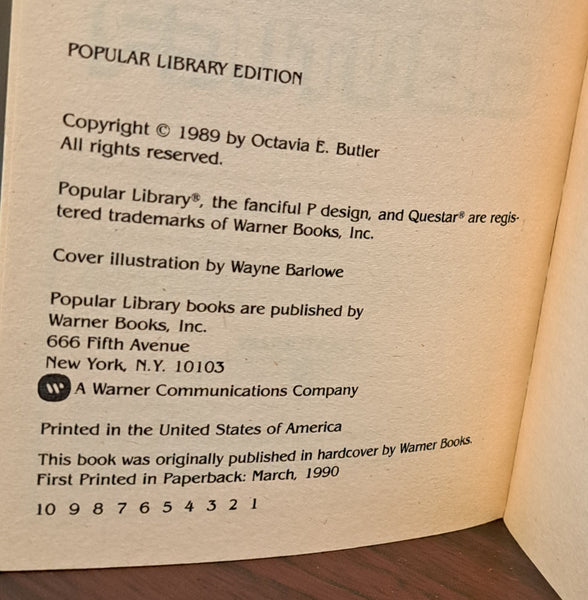 POPULAR LIBRARY EDITION
Copyright © 1989 by Octavia E. Butler
All rights reserved.
Popular Library®, the fanciful P design, and Questar® are regis-
tered trademarks of Warner Books, Inc.
Cover illustration by Wayne Barlowe
Popular Library books are published by
Warner Books, Inc.
666 Fifth Avenue
New York, N.Y. 10103
A Warner Communications Company
Printed in the United States of America
This book was originally published in hardcover by Warner Books.
First Printed in Paperback: March, 1990
10 9 8 7 6 5 4 3 2 1